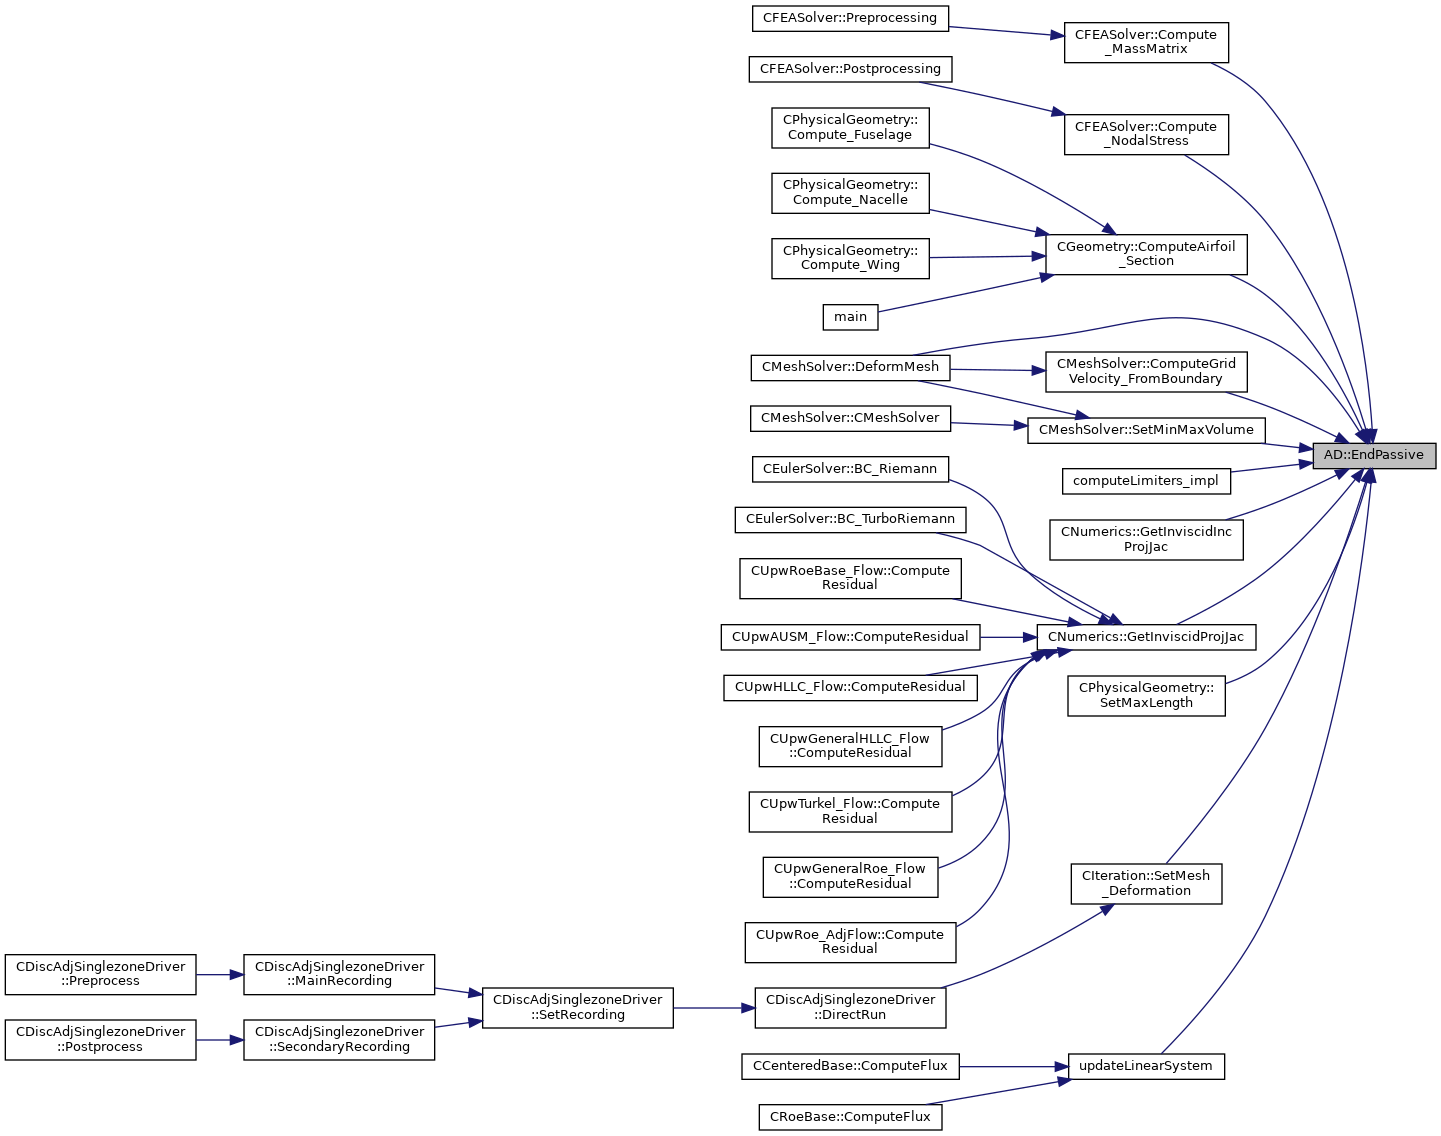 CFEASolver::Preprocessing
CFEASolver::Compute
_MassMatrix
CFEASolver::Postprocessing
CFEASolver::Compute
_NodalStress
CPhysicalGeometry::
Compute_Fuselage
CPhysicalGeometry::
Compute_Nacelle
CPhysicalGeometry::
Compute_Wing
CGeometry::ComputeAirfoil
_Section
main
CMeshSolver::DeformMesh
CMeshSolver::ComputeGrid
Velocity_FromBoundary
CMeshSolver::CMeshSolver
CMeshSolver::SetMinMaxVolume
AD::EndPassive
CEulerSolver::BC_Riemann
computeLimiters_impl
CEulerSolver::BC_TurboRiemann
CNumerics::GetInviscidInc
ProjJac
CUpwRoeBase_Flow::Compute
Residual
CUpwAUSM_Flow::ComputeResidual
CNumerics::GetInviscidProjJac
CUpwHLLC_Flow::ComputeResidual
CPhysicalGeometry::
SetMaxLength
CUpwGeneralHLLC_Flow
::ComputeResidual
CUpwTurkel_Flow::Compute
Residual
CUpwGeneralRoe_Flow
::ComputeResidual
CIteration::SetMesh
_Deformation
CUpwRoe_AdjFlow::Compute
Residual
CDiscAdjSinglezoneDriver
::Preprocess
CDiscAdjSinglezoneDriver
::MainRecording
CDiscAdjSinglezoneDriver
::SetRecording
CDiscAdjSinglezoneDriver
::DirectRun
CDiscAdjSinglezoneDriver
::Postprocess
CDiscAdjSinglezoneDriver
::SecondaryRecording
CCenteredBase::ComputeFlux
updateLinearSystem
CRoeBase::ComputeFlux